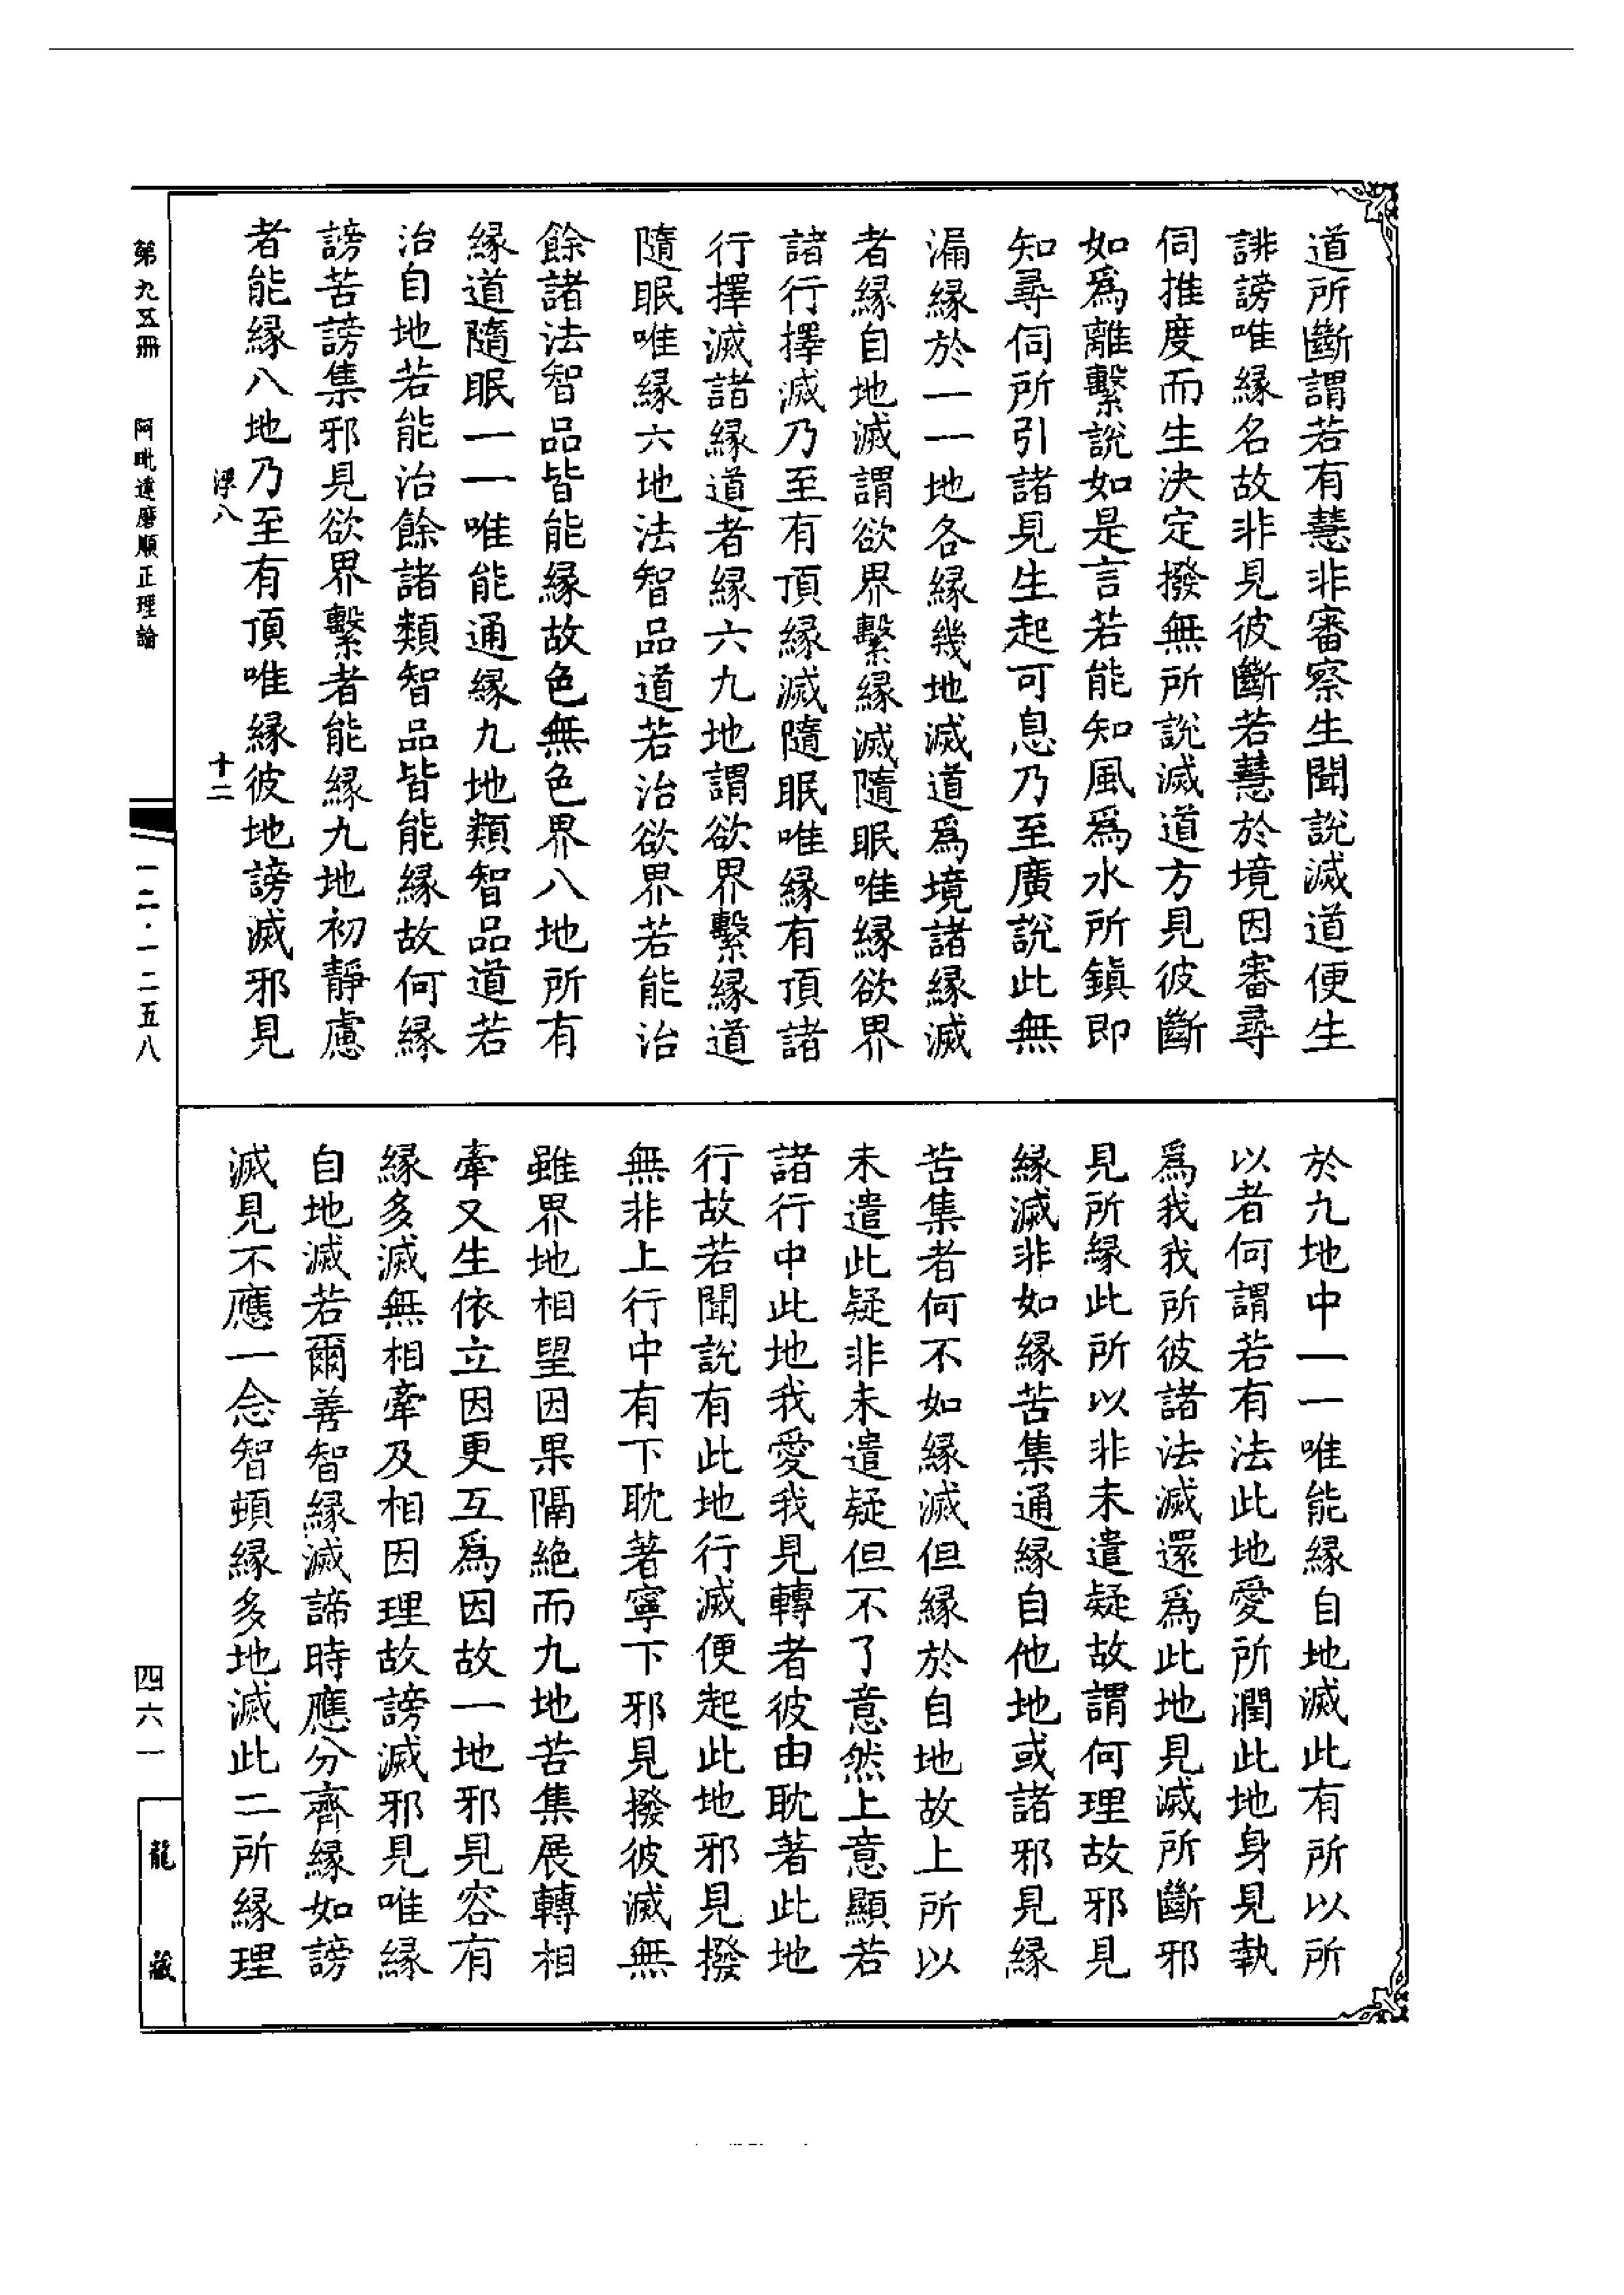 道所斷謂若有慧非審察生聞說滅道便生
誹謗唯緣名故非見彼斷若慧於境因審尋
伺推度而生決定撥無所說滅道方見彼斷
如爲離繫說如是言若能知風爲水所鎮即
知尋伺所引諸見生起可息乃至廣說此無
漏緣於一一地各緣幾地滅道爲境諸緣滅
者緣自地滅謂欲界繫緣滅隨眠唯緣欲界
諸行擇滅乃至有頂緣滅隨眠唯緣有頂諸
行擇滅諸緣道者緣六九地謂欲界繫緣道
隨眠唯緣六地法智品道若治欲界若能治
餘諸法智品皆能緣故色無色界八地所有
緣道隨眠一一唯能通緣九地類智品道若
治自地若能治餘諸類智品皆能緣故何緣
謗苦謗集邪見欲界繫者能緣九地初靜慮
者能緣八地乃至有頂唯緣彼地謗滅邪見
浮八
十二
於九地中一一唯能緣自地滅此有所以所
以者何謂若有法此地愛所潤此地身見執
爲我我所彼諸法滅還爲此地見滅所斷邪
見所緣此所以非未遣疑故謂何理故邪見
緣滅非如緣苦集通緣自他地或諸邪見緣
苦集者何不如緣滅但緣於自地故上所以
未遣此疑非未遣疑但不了意然上意顯若
諸行中此地我愛我見轉者彼由耽著此地
行故若聞說有此地行滅便起此地邪見撥
無非上行中有下耽著寧下邪見撥彼滅無
雖界地相望因果隔絕而九地苦集展轉相
牽又生依立因更互爲因故一地邪見容有
緣多滅無相牽及相因理故謗滅邪見唯緣
自地滅若爾善智緣滅諦時應分齊緣如謗
滅見不應一念智頓緣多地滅此二所緣理
第九五冊
阿毗達磨順正理論
一二·一二五八
四六一
龍藏